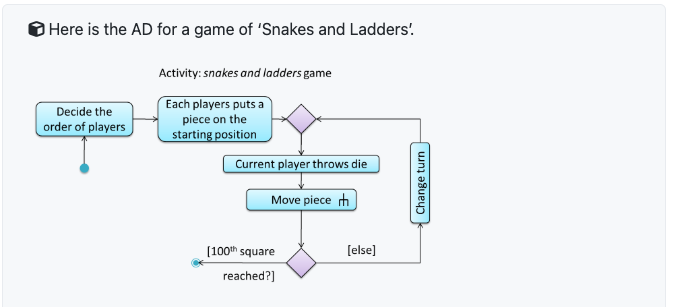 Here is the AD for a game of ‘Snakes and Ladders’.
Activity: snakes and ladders game
Decide the
order of players
Each players puts a
piece on the
starting position
Current player throws die
Move piece
Change turn
[100th square
reached?]
[else]